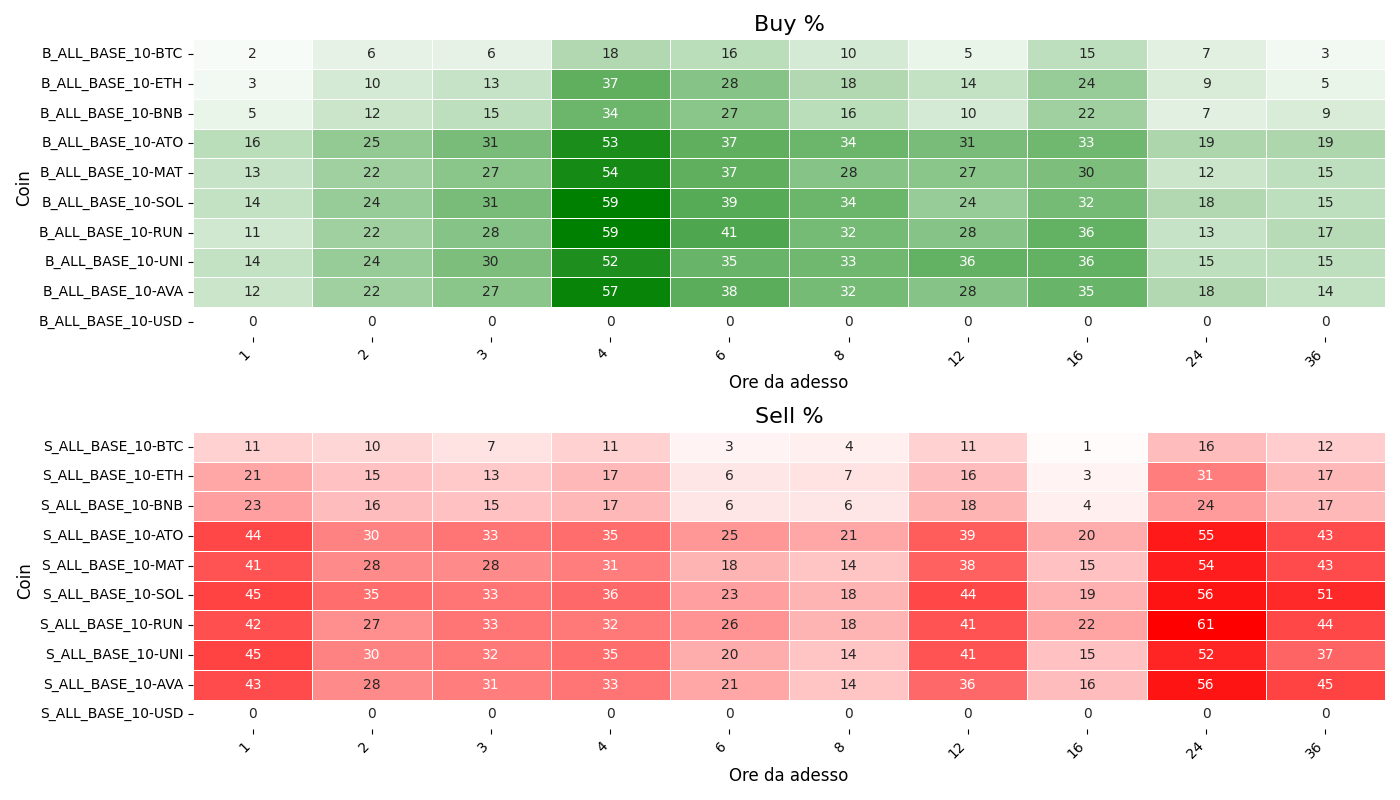 Buy %
Coin
B_ALL_BASE_10-BTC 2 6 6 18 16 10 5 15 7 3
B_ALL_BASE_10-ETH 3 10 13 37 28 18 14 24 9 5
B_ALL_BASE_10-BNB 5 12 15 34 27 16 10 22 7 9
B_ALL_BASE_10-ATO 16 25 31 53 37 34 31 33 19 19
B_ALL_BASE_10-MAT 13 22 27 54 37 28 27 30 12 15
B_ALL_BASE_10-SOL 14 24 31 59 39 34 24 32 18 15
B_ALL_BASE_10-RUN 11 22 28 59 41 32 28 36 13 17
B_ALL_BASE_10-UNI 14 24 30 52 35 33 36 36 15 15
B_ALL_BASE_10-AVA 12 22 27 57 38 32 28 35 18 14
B_ALL_BASE_10-USD 0 0 0 0 0 0 0 0 0 0
1 2 3 4 6 8 12 16 24 36
Ore da adesso
Sell %
Coin
S_ALL_BASE_10-BTC 11 10 7 11 3 4 11 1 16 12
S_ALL_BASE_10-ETH 21 15 13 17 6 7 16 3 31 17
S_ALL_BASE_10-BNB 23 16 15 17 6 6 18 4 24 17
S_ALL_BASE_10-ATO 44 30 33 35 25 21 39 20 55 43
S_ALL_BASE_10-MAT 41 28 28 31 18 14 38 15 54 43
S_ALL_BASE_10-SOL 45 35 33 36 23 18 44 19 56 51
S_ALL_BASE_10-RUN 42 27 33 32 26 18 41 22 61 44
S_ALL_BASE_10-UNI 45 30 32 35 20 14 41 15 52 37
S_ALL_BASE_10-AVA 43 28 31 33 21 14 36 16 56 45
S_ALL_BASE_10-USD 0 0 0 0 0 0 0 0 0 0
1 2 3 4 6 8 12 16 24 36
Ore da adesso